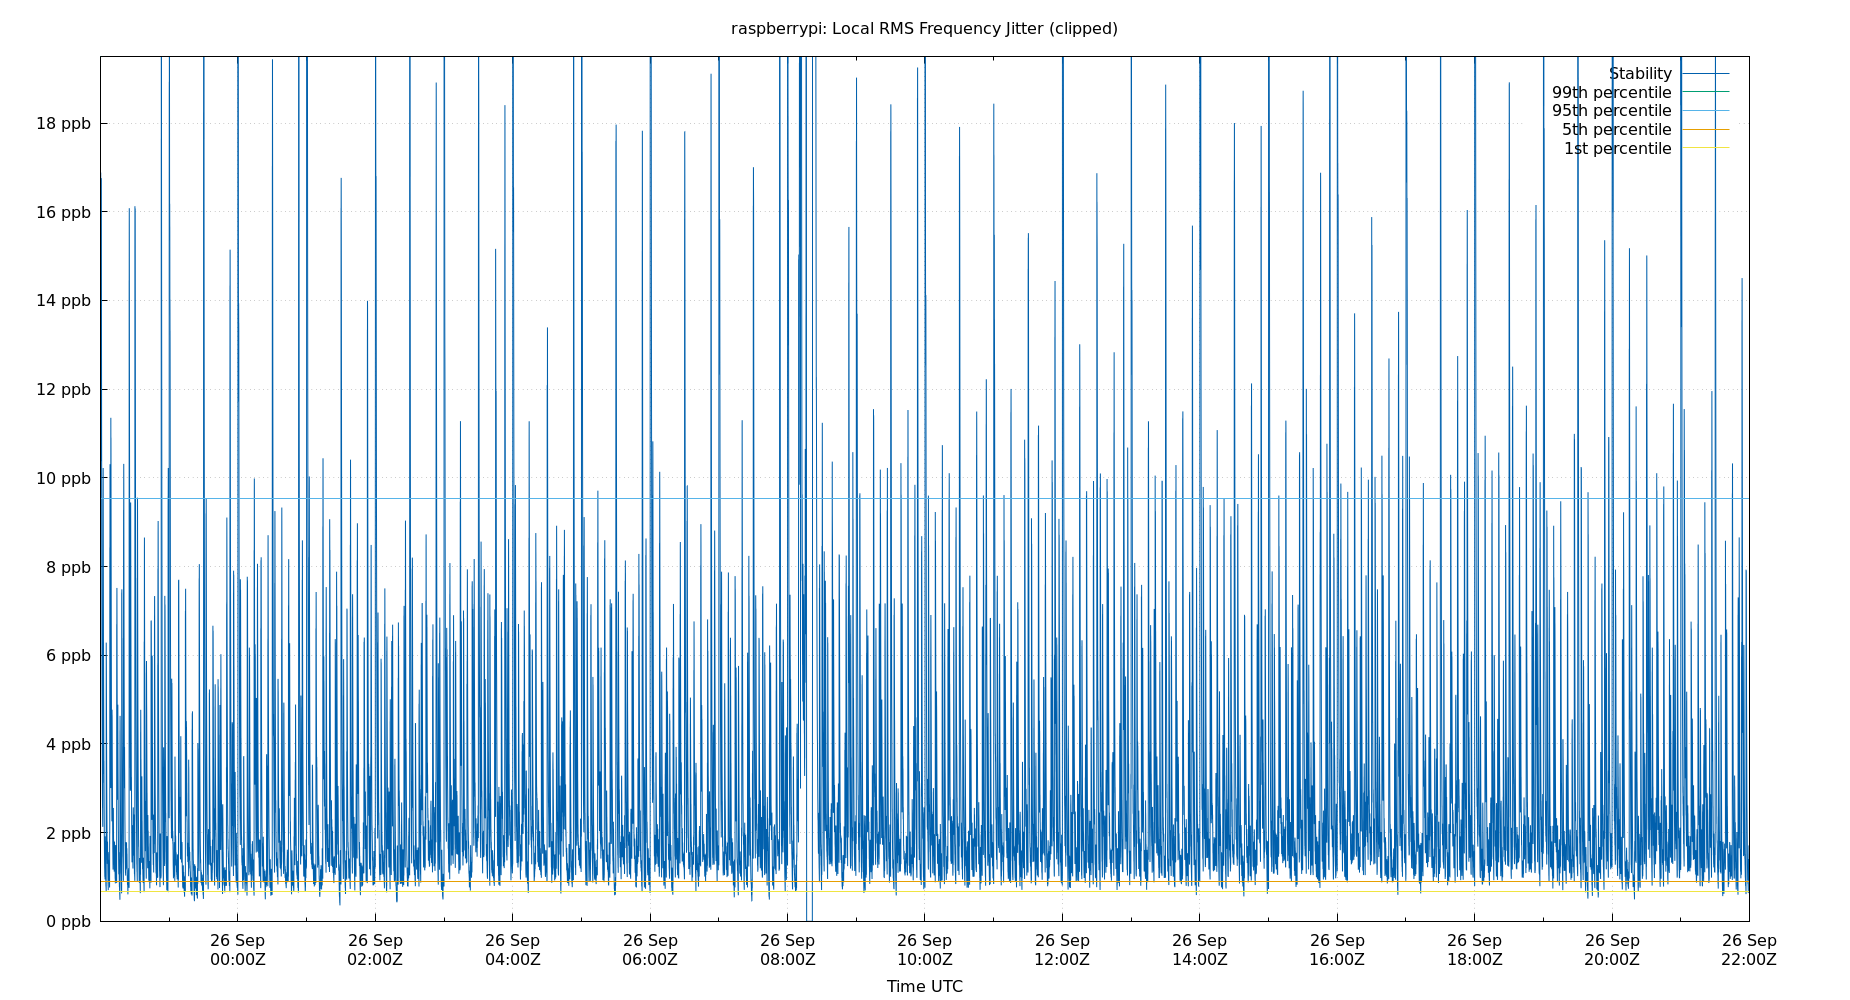 raspberrypi: Local RMS Frequency Jitter (clipped)
Stability
99th percentile
95th percentile
5th percentile
1st percentile
18 ppb
16 ppb
14 ppb
12 ppb
10 ppb
8 ppb
6 ppb
4 ppb
2 ppb
0 ppb
26 Sep 26 Sep 26 Sep 26 Sep 26 Sep 26 Sep 26 Sep 26 Sep 26 Sep 26 Sep 26 Sep 26 Sep
00:00Z 02:00Z 04:00Z 06:00Z 08:00Z 10:00Z 12:00Z 14:00Z 16:00Z 18:00Z 20:00Z 22:00Z
Time UTC